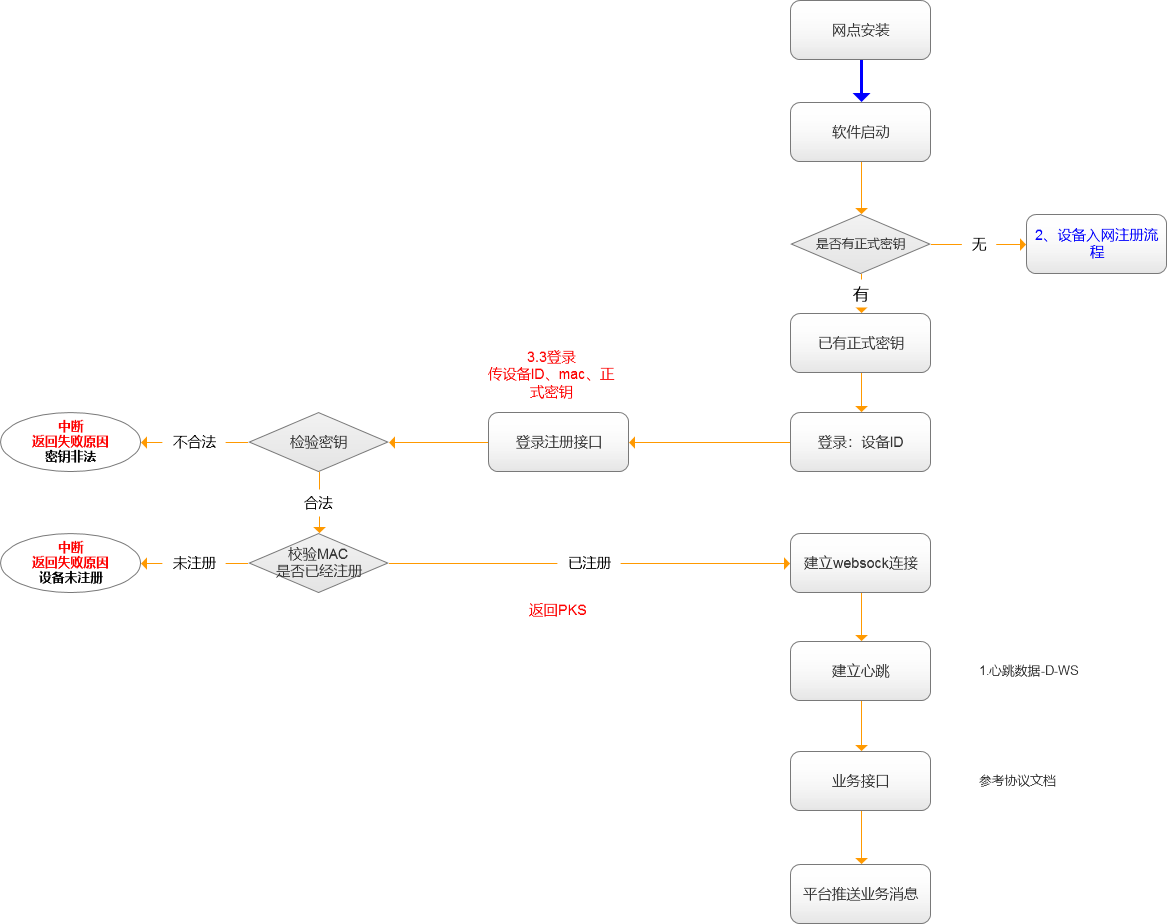 网点安装
软件启动
是否有正式密钥
无
2、设备入网注册流
程
有
已有正式密钥
3.3登录
传设备ID、mac、正
式密钥
中断
返回失败原因
密钥非法
不合法
检验密钥
登录注册接口
登录：设备ID
合法
中断
返回失败原因
设备未注册
未注册
校验MAC
是否已经注册
已注册
建立websock连接
返回PKS
建立心跳
1.心跳数据-D-WS
业务接口
参考协议文档
平台推送业务消息